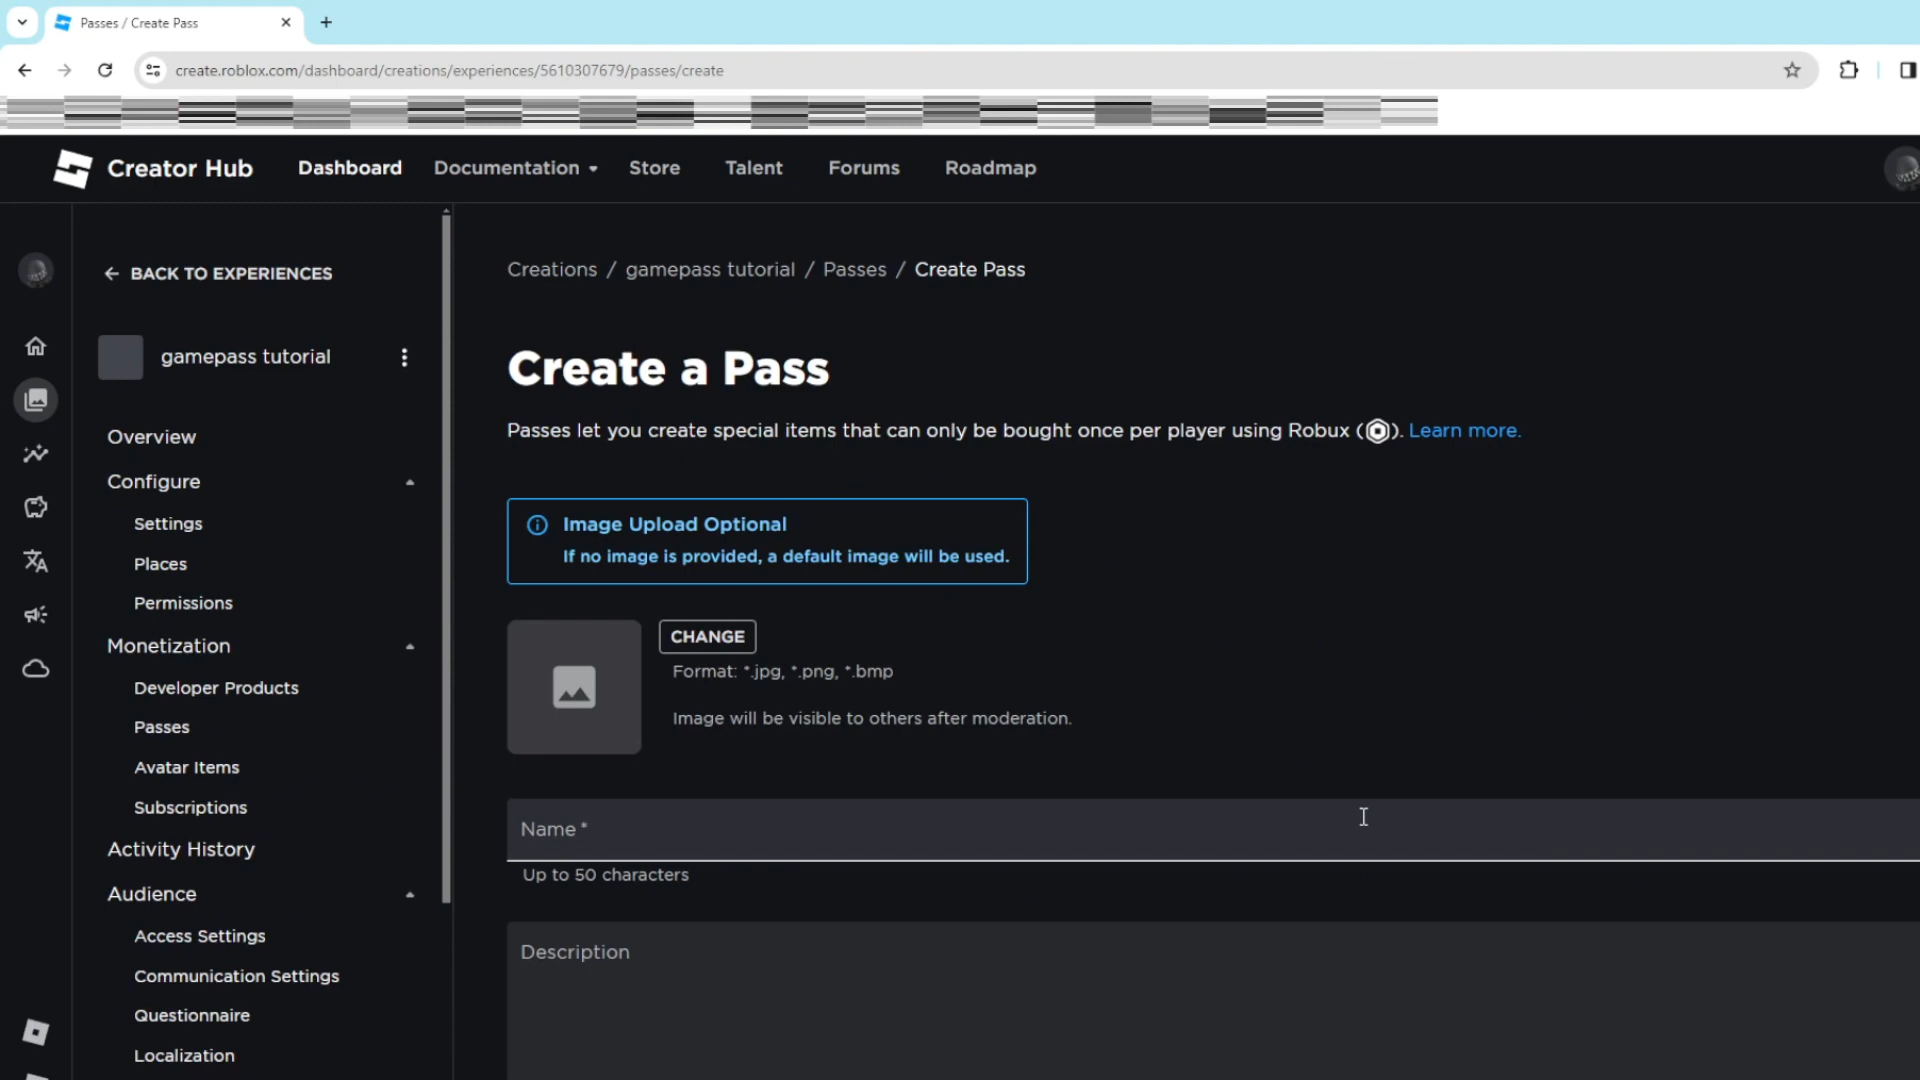 Passes / Create Pass
create.roblox.com/dashboard/creations/experiences/5610307679/passes/create
Creator Hub Dashboard Documentation Store Talent Forums Roadmap
BACK TO EXPERIENCES
gamepass tutorial
Overview
Configure
Settings
Places
Permissions
Monetization
Developer Products
Passes
Avatar Items
Subscriptions
Activity History
Audience
Access Settings
Communication Settings
Questionnaire
Localization
Creations / gamepass tutorial / Passes / Create Pass
Create a Pass
Passes let you create special items that can only be bought once per player using Robux ( ). Learn more.
Image Upload Optional
If no image is provided, a default image will be used.
CHANGE
Format: *.jpg, *.png, *.bmp
Image will be visible to others after moderation.
Name *
Up to 50 characters
Description